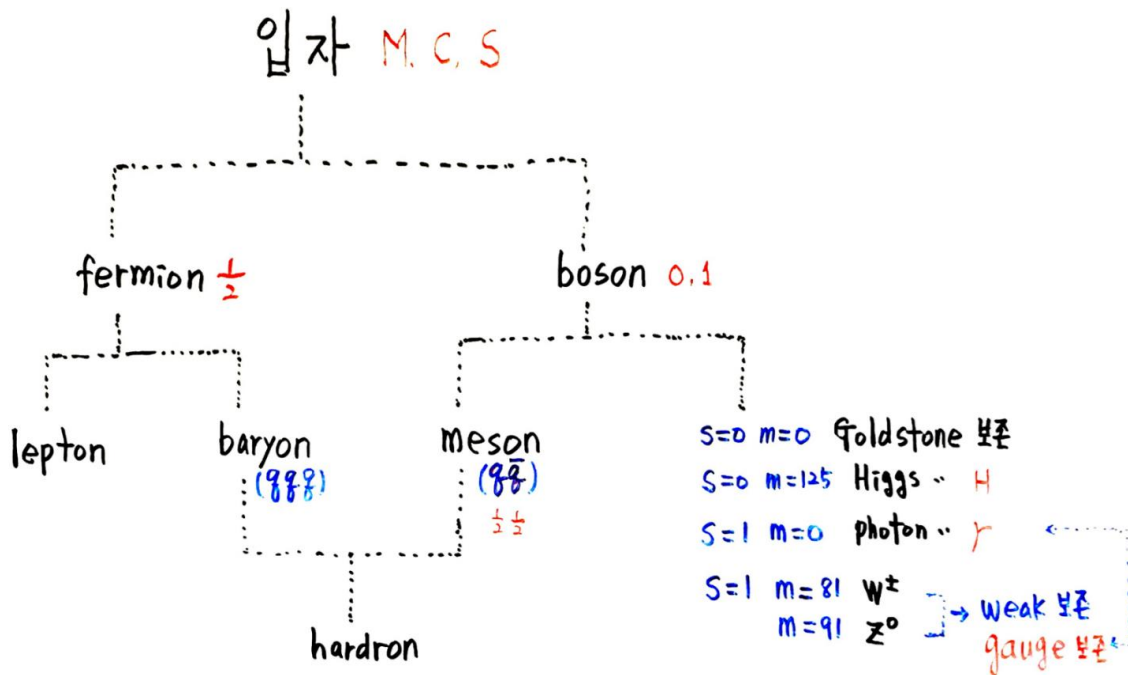 입자 M. C. S
fermion 1/2
boson 0.1
lepton
baryon
(qqq)
meson
(qq̄)
1/2 1/2
hardron
S=0 m=0 Goldstone 보존
S=0 m=125 Higgs 〃 H
S=1 m=0 photon 〃 γ
S=1 m=81 W±
m=91 Z⁰
→ weak 보존
gauge 보존